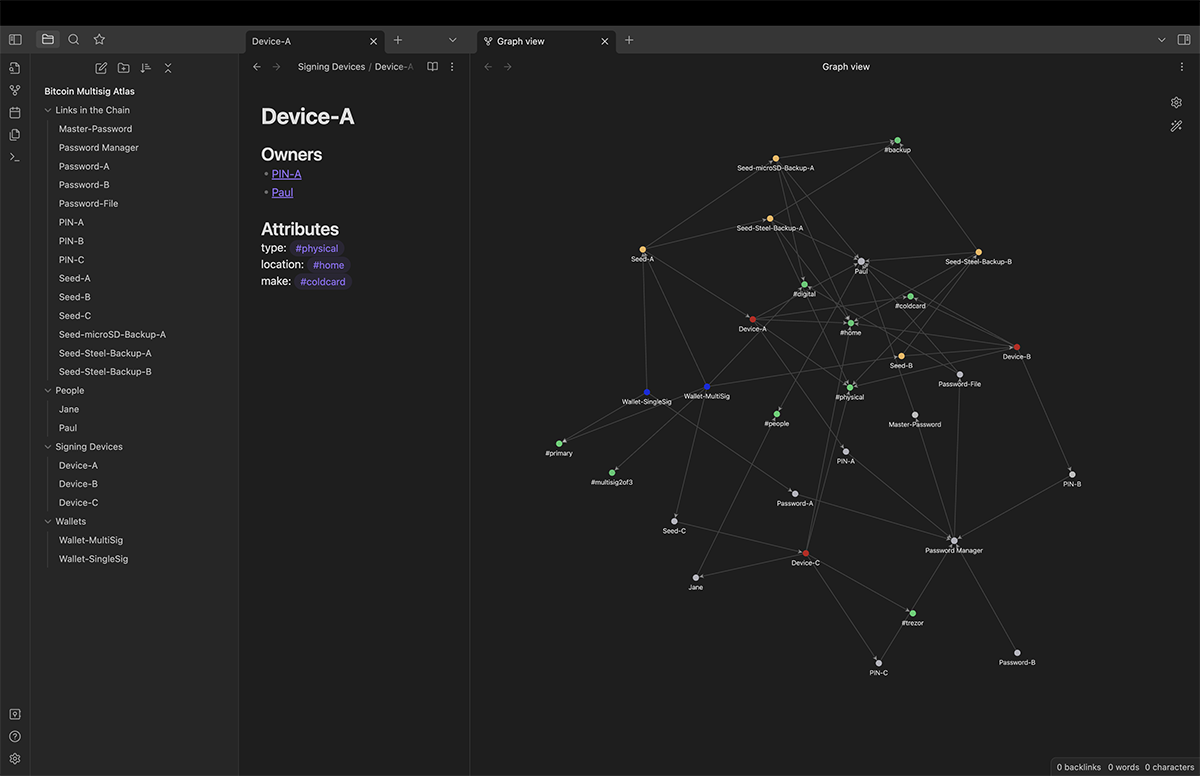 Device-A
Graph view
Signing Devices / Device-A
Graph view
Bitcoin Multisig Atlas
Links in the Chain
Master-Password
Password Manager
Password-A
Password-B
Password-File
PIN-A
PIN-B
PIN-C
Seed-A
Seed-B
Seed-C
Seed-microSD-Backup-A
Seed-Steel-Backup-A
Seed-Steel-Backup-B
People
Jane
Paul
Signing Devices
Device-A
Device-B
Device-C
Wallets
Wallet-MultiSig
Wallet-SingleSig
Device-A
Owners
PIN-A
Paul
Attributes
type: #physical
location: #home
make: #coldcard
#backup
Seed-microSD-Backup-A
Seed-Steel-Backup-A
Seed-A
Paul
Seed-Steel-Backup-B
#digital
#coldcard
Device-A
#home
Device-B
Seed-B
Password-File
Wallet-SingleSig
Wallet-MultiSig
#physical
#people
Master-Password
#primary
PIN-A
#multisig2of3
PIN-B
Password-A
Seed-C
Password Manager
Device-C
Jane
#trezor
Password-B
PIN-C
0 backlinks 0 words 0 characters